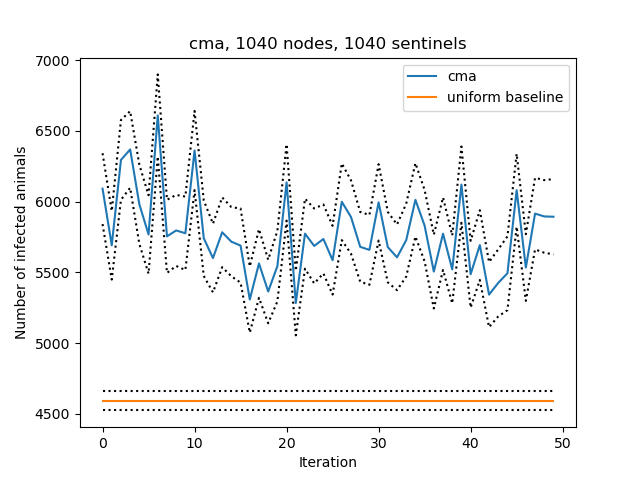 cma, 1040 nodes, 1040 sentinels
cma
uniform baseline
7000
6500
6000
5500
5000
4500
Number of infected animals
0 10 20 30 40 50
Iteration